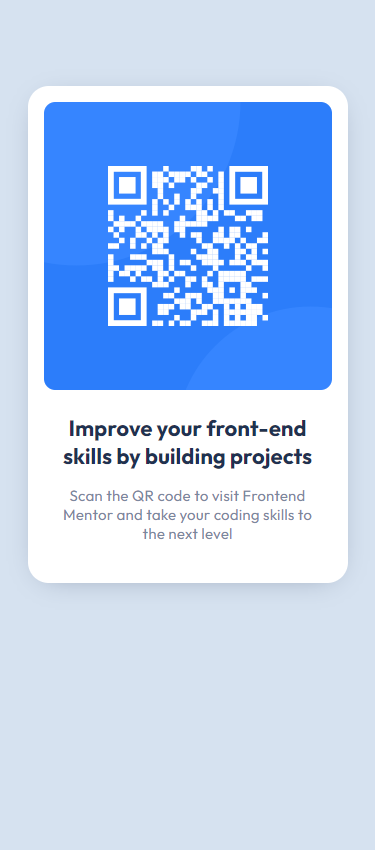 Improve your front-end
skills by building projects
Scan the QR code to visit Frontend
Mentor and take your coding skills to
the next level